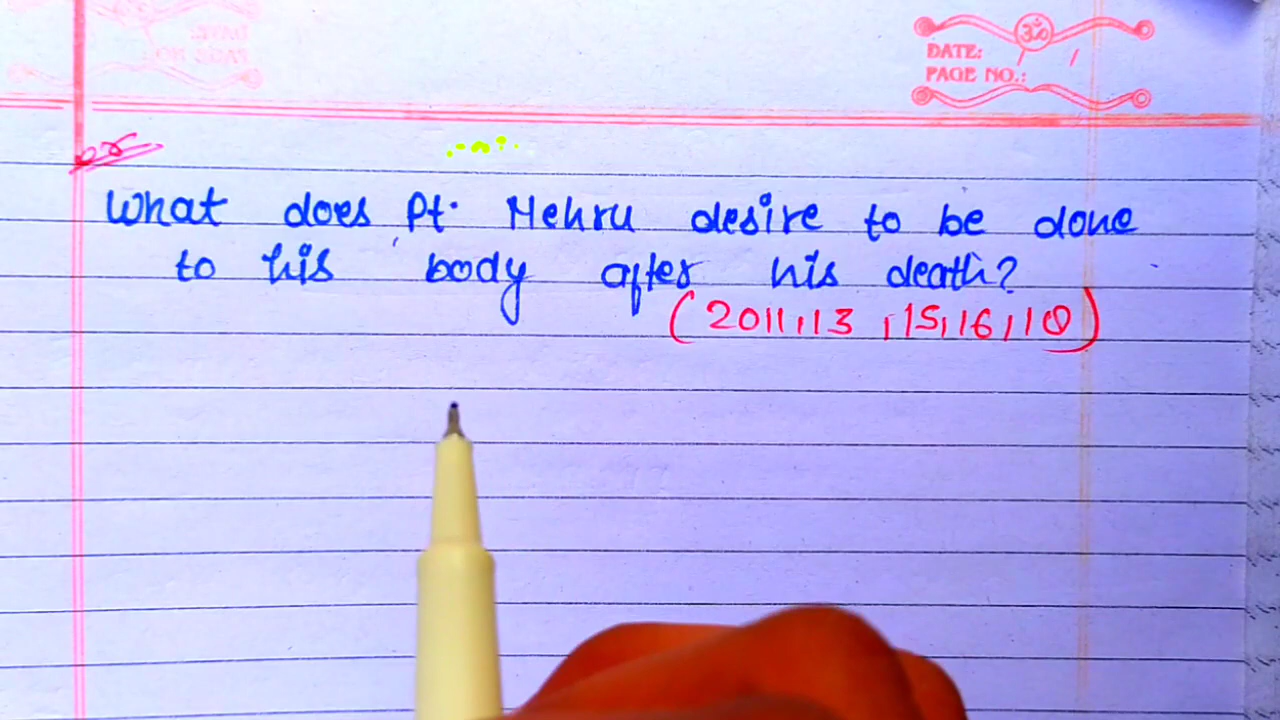 ॐ
DATE: / /
PAGE NO.:
or
What does Pt. Nehru desire to be done
to his body after his death?
(2011,13 ,15,16,18)